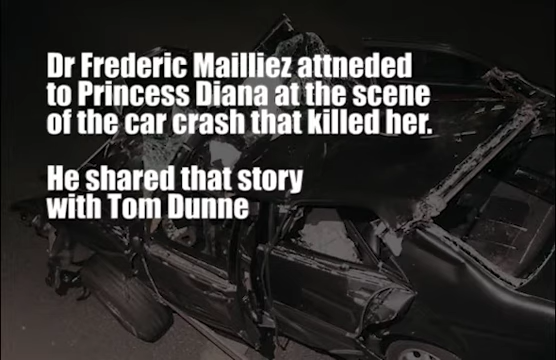 Dr Frederic Mailliez attneded
to Princess Diana at the scene
of the car crash that killed her.
He shared that story
with Tom Dunne